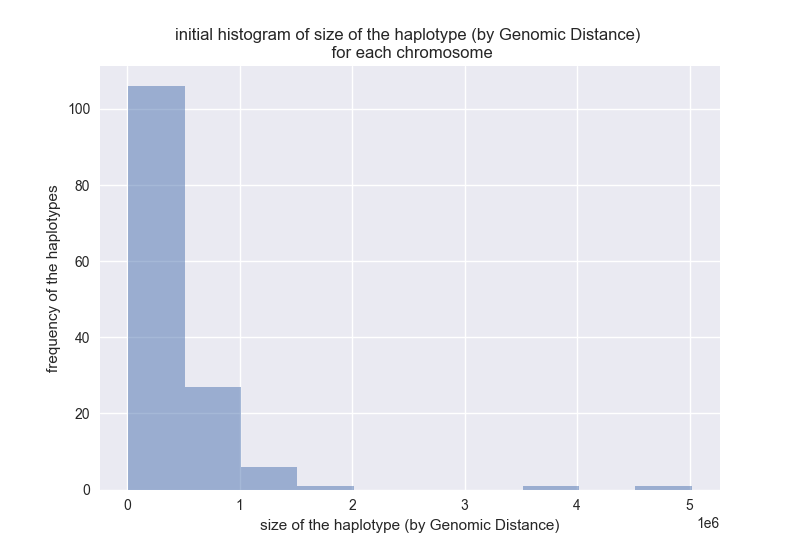 initial histogram of size of the haplotype (by Genomic Distance)
for each chromosome
frequency of the haplotypes
100
80
60
40
20
0
0 1 2 3 4 5
1e6
size of the haplotype (by Genomic Distance)